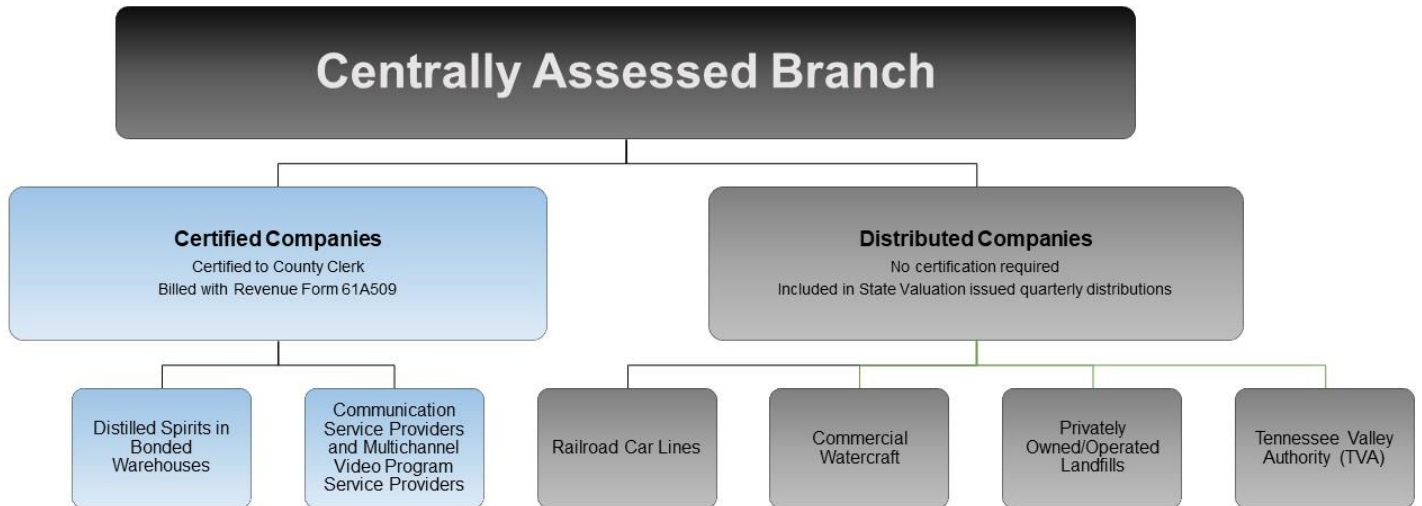 Centrally Assessed Branch
Certified Companies
Certified to County Clerk
Billed with Revenue Form 61A509
Distributed Companies
No certification required
Included in State Valuation issued quarterly distributions
Distilled Spirits in
Bonded
Warehouses
Communication
Service Providers
and Multichannel
Video Program
Service Providers
Railroad Car Lines
Commercial
Watercraft
Privately
Owned/Operated
Landfills
Tennessee Valley
Authority (TVA)